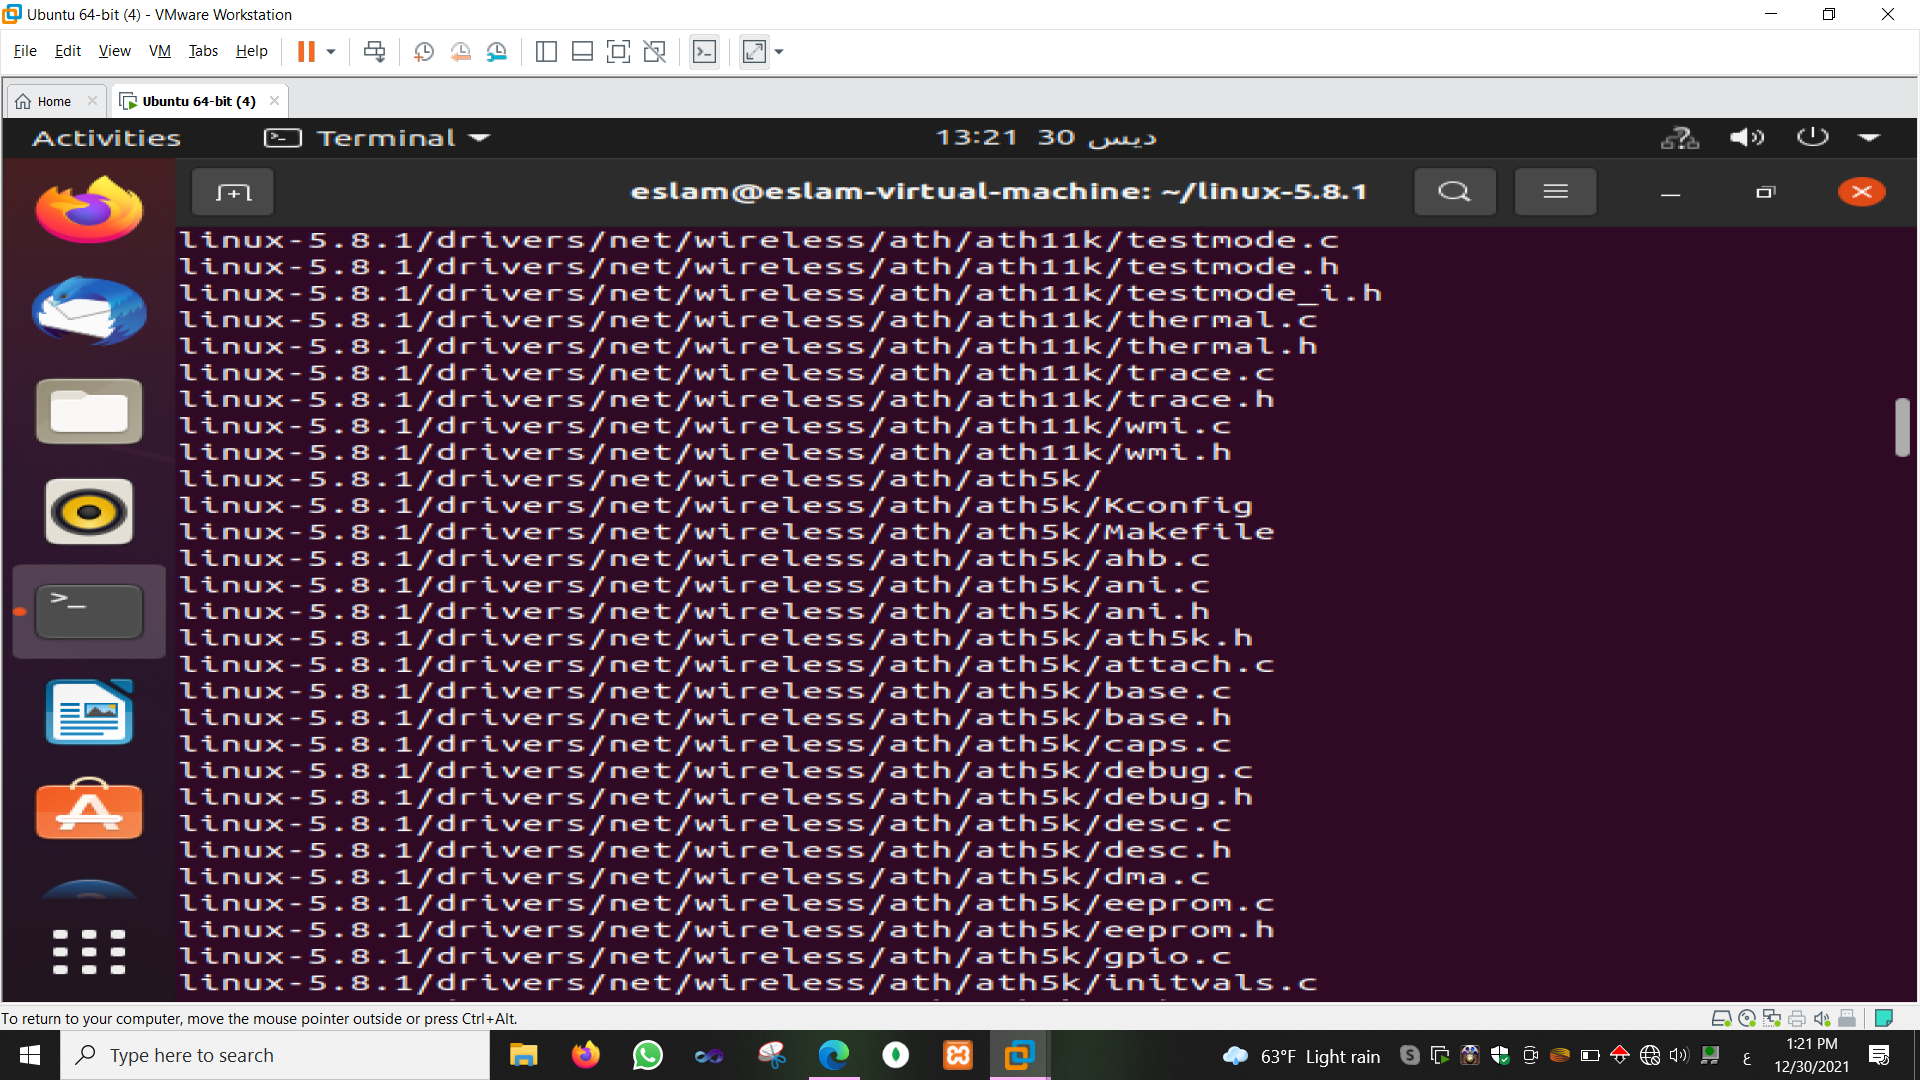 Ubuntu 64-bit (4) - VMware Workstation
File Edit View VM Tabs Help
Home
Ubuntu 64-bit (4)
Activities Terminal 13:21 30 ديس
eslam@eslam-virtual-machine: ~/linux-5.8.1
linux-5.8.1/drivers/net/wireless/ath/ath11k/testmode.c
linux-5.8.1/drivers/net/wireless/ath/ath11k/testmode.h
linux-5.8.1/drivers/net/wireless/ath/ath11k/testmode_i.h
linux-5.8.1/drivers/net/wireless/ath/ath11k/thermal.c
linux-5.8.1/drivers/net/wireless/ath/ath11k/thermal.h
linux-5.8.1/drivers/net/wireless/ath/ath11k/trace.c
linux-5.8.1/drivers/net/wireless/ath/ath11k/trace.h
linux-5.8.1/drivers/net/wireless/ath/ath11k/wmi.c
linux-5.8.1/drivers/net/wireless/ath/ath11k/wmi.h
linux-5.8.1/drivers/net/wireless/ath/ath5k/
linux-5.8.1/drivers/net/wireless/ath/ath5k/Kconfig
linux-5.8.1/drivers/net/wireless/ath/ath5k/Makefile
linux-5.8.1/drivers/net/wireless/ath/ath5k/ahb.c
linux-5.8.1/drivers/net/wireless/ath/ath5k/ani.c
linux-5.8.1/drivers/net/wireless/ath/ath5k/ani.h
linux-5.8.1/drivers/net/wireless/ath/ath5k/ath5k.h
linux-5.8.1/drivers/net/wireless/ath/ath5k/attach.c
linux-5.8.1/drivers/net/wireless/ath/ath5k/base.c
linux-5.8.1/drivers/net/wireless/ath/ath5k/base.h
linux-5.8.1/drivers/net/wireless/ath/ath5k/caps.c
linux-5.8.1/drivers/net/wireless/ath/ath5k/debug.c
linux-5.8.1/drivers/net/wireless/ath/ath5k/debug.h
linux-5.8.1/drivers/net/wireless/ath/ath5k/desc.c
linux-5.8.1/drivers/net/wireless/ath/ath5k/desc.h
linux-5.8.1/drivers/net/wireless/ath/ath5k/dma.c
linux-5.8.1/drivers/net/wireless/ath/ath5k/eeprom.c
linux-5.8.1/drivers/net/wireless/ath/ath5k/eeprom.h
linux-5.8.1/drivers/net/wireless/ath/ath5k/gpio.c
linux-5.8.1/drivers/net/wireless/ath/ath5k/initvals.c
To return to your computer, move the mouse pointer outside or press Ctrl+Alt.
Type here to search
63°F Light rain
ع
1:21 PM
12/30/2021